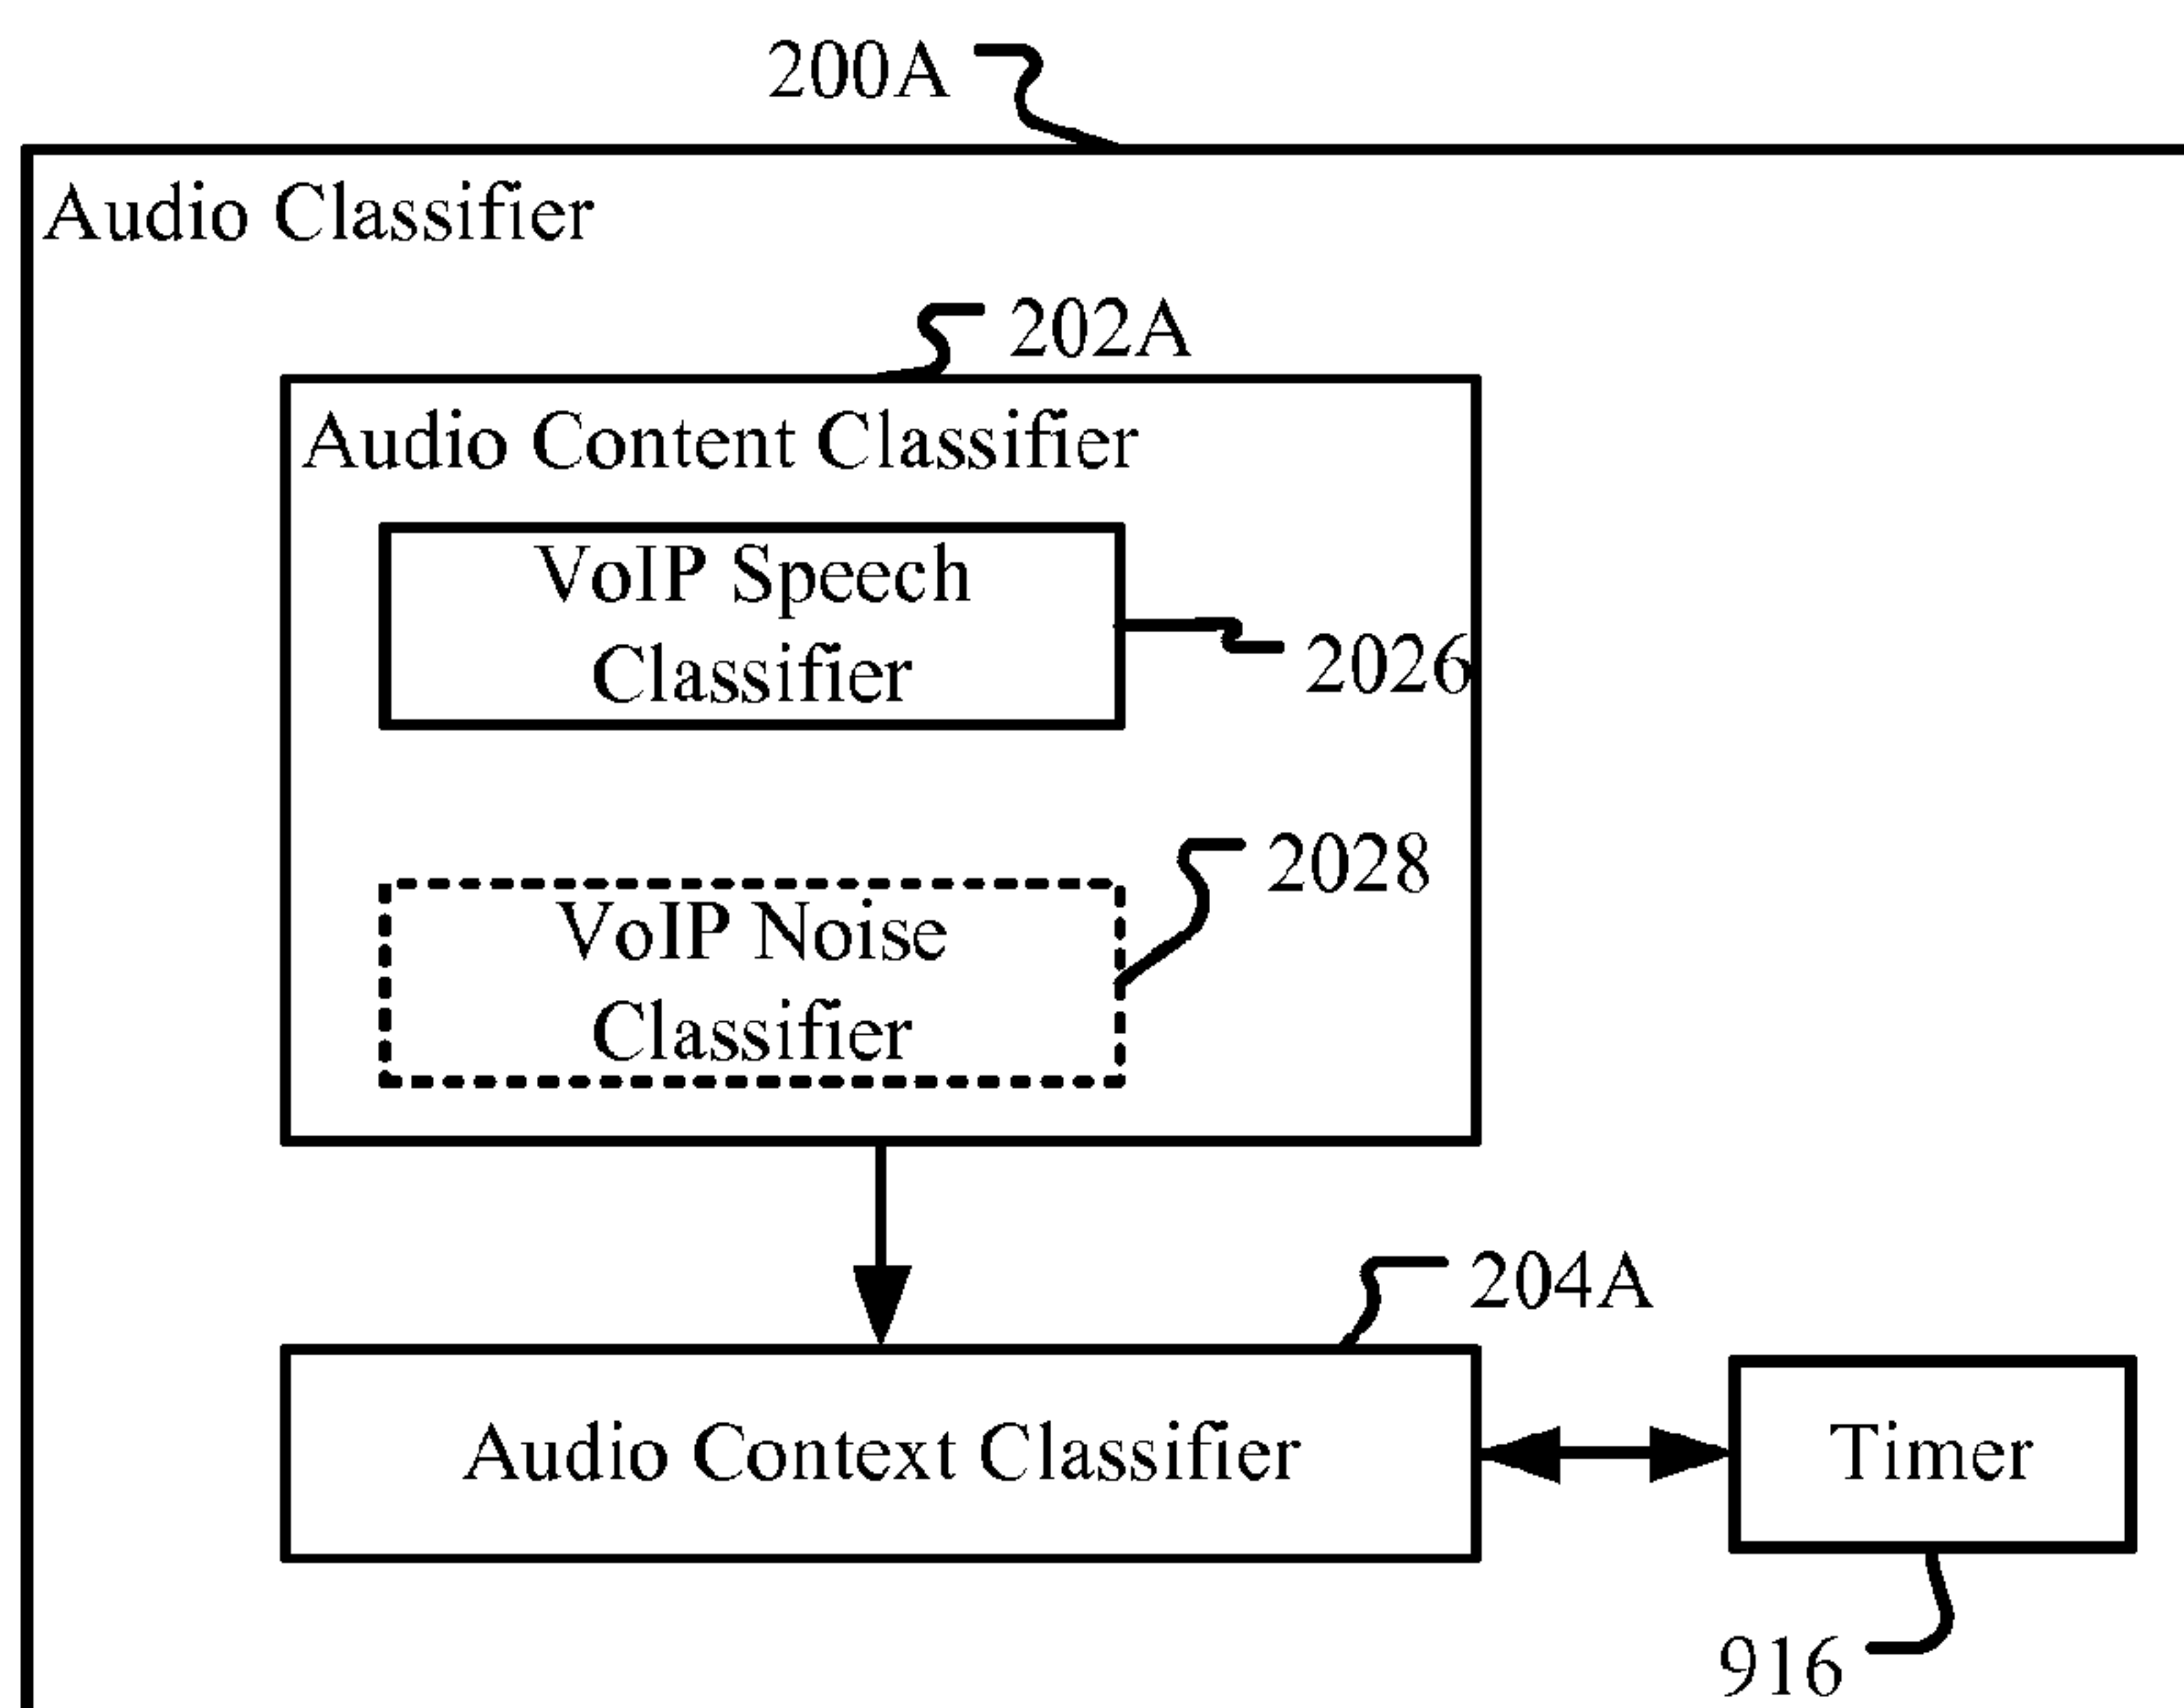 200A
Audio Classifier
202A
Audio Content Classifier
VoIP Speech
Classifier
2026
2028
VoIP Noise
Classifier
204A
Audio Context Classifier
Timer
916